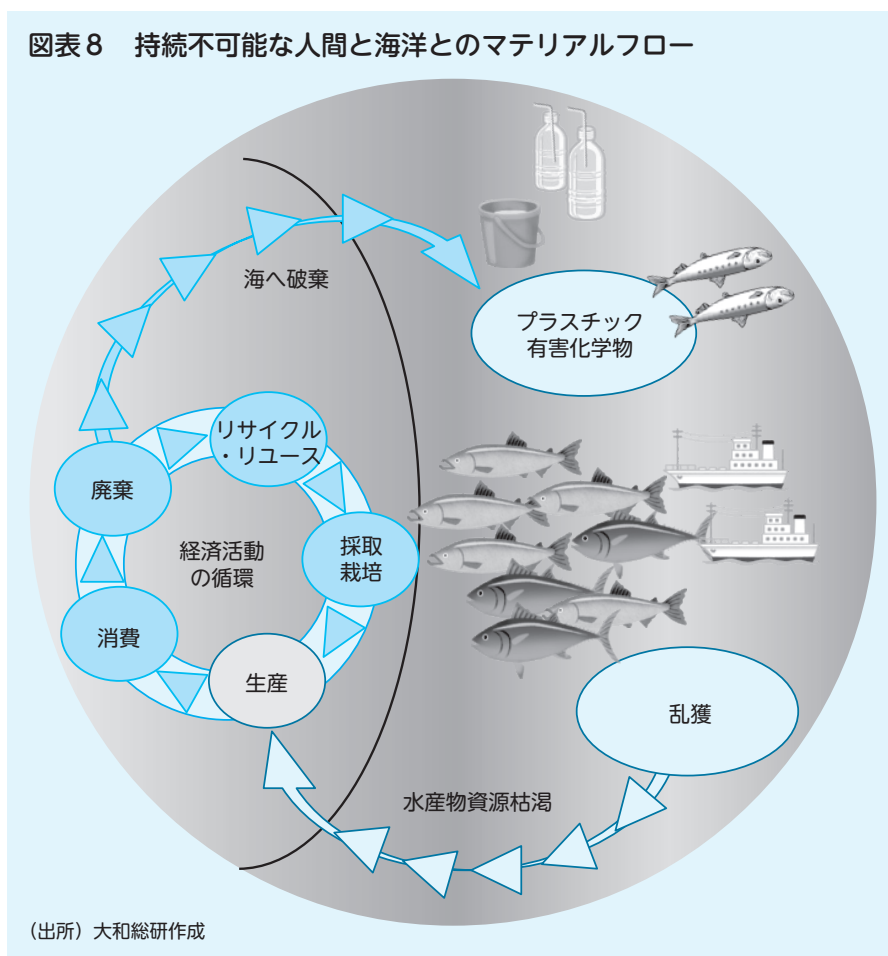 図表8 持続不可能な人間と海洋とのマテリアルフロー
海へ破棄
プラスチック
有害化学物
リサイクル
・リユース
廃棄
経済活動
の循環
採取
栽培
消費
生産
乱獲
水産物資源枯渇
（出所）大和総研作成